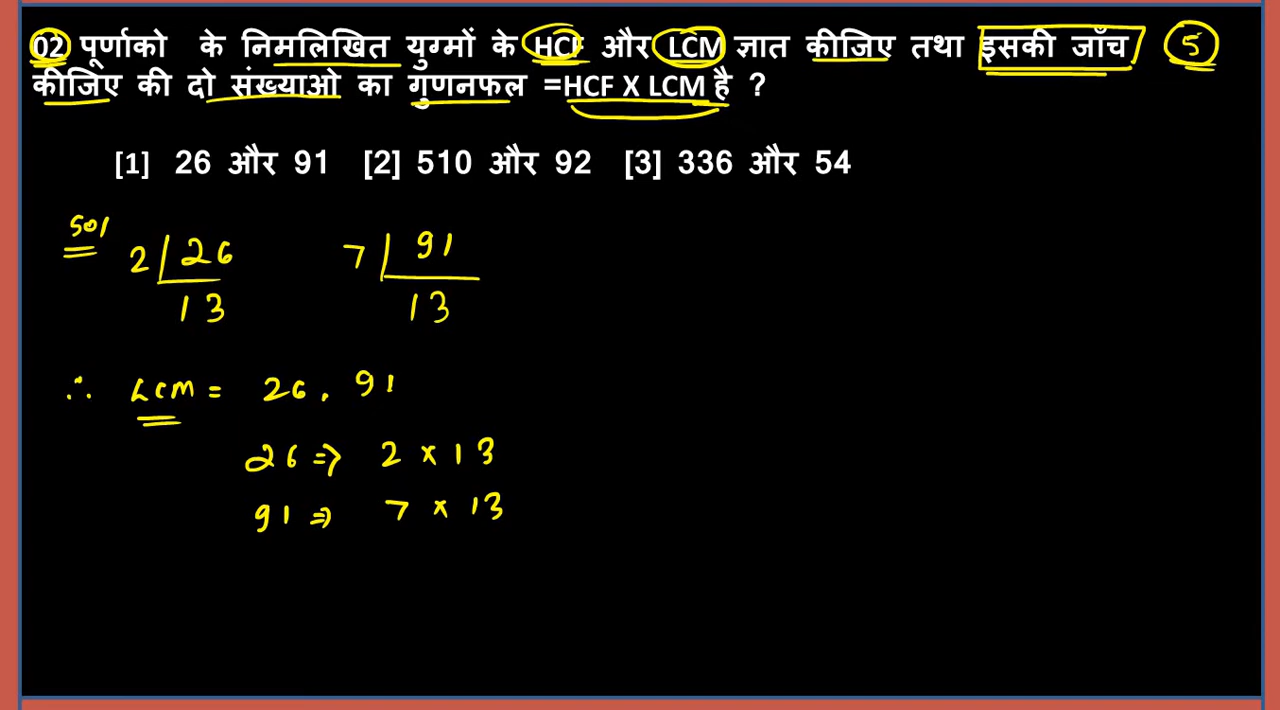 02 पूर्णाको के निमलिखित युग्मों के HCF और LCM ज्ञात कीजिए तथा इसकी जाँच 5
कीजिए की दो संख्याओ का गुणनफल =HCF X LCM है ?
[1] 26 और 91 [2] 510 और 92 [3] 336 और 54
Sol
2 26 7 91
13 13
∴ LCM = 26 . 91
26 ⇒ 2 × 13
91 ⇒ 7 × 13